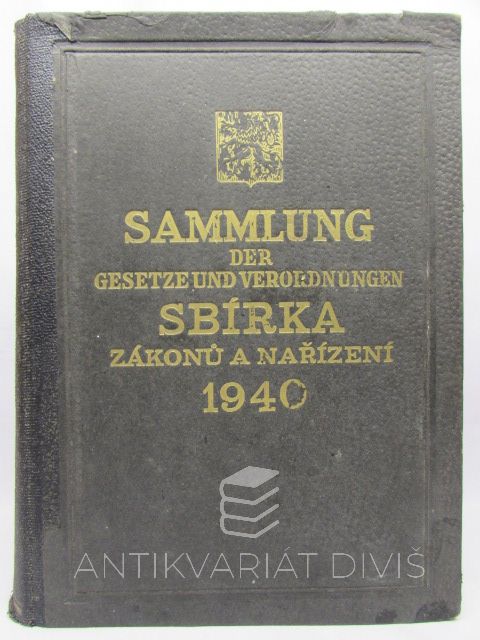 SAMMLUNG
DER
GESETZE UND VERORDNUNGEN
SBÍRKA
ZÁKONŮ A NAŘÍZENÍ
1940
ANTIKVARIÁT DIVIŠ